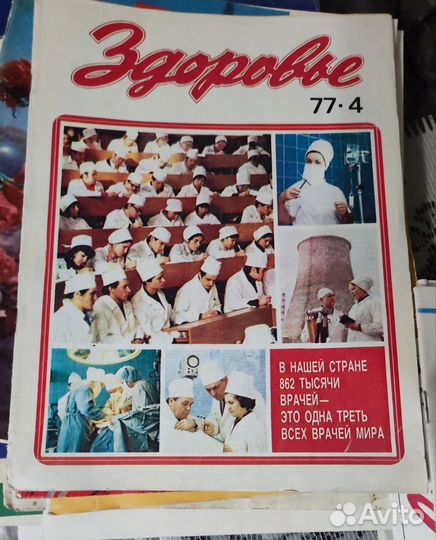 Здоровье
77·4
В НАШЕЙ СТРАНЕ
862 ТЫСЯЧИ
ВРАЧЕЙ—
ЭТО ОДНА ТРЕТЬ
ВСЕХ ВРАЧЕЙ МИРА
Avito